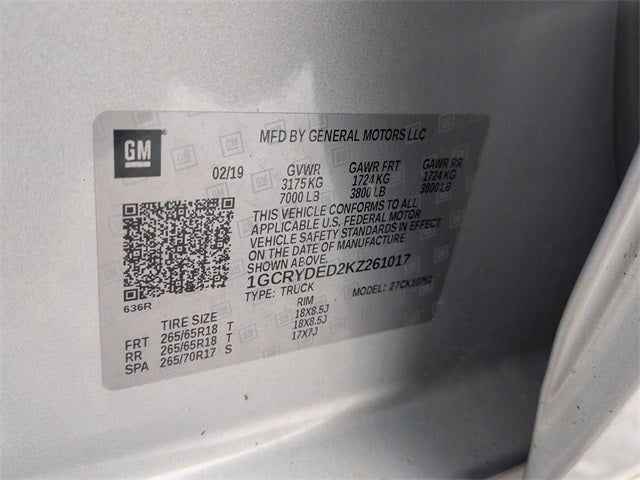 GM
MFD BY GENERAL MOTORS LLC
02/19 GVWR GAWR FRT GAWR RR
3175 KG 1724 KG 1724 KG
7000 LB 3800 LB 3800 LB
THIS VEHICLE CONFORMS TO ALL
APPLICABLE U.S. FEDERAL MOTOR
VEHICLE SAFETY STANDARDS IN EFFECT
ON THE DATE OF MANUFACTURE
1GCRYDED2KZ261017
TYPE: TRUCK MODEL:
636R
TIRE SIZE RIM
FRT 265/65R18 T 18X8.5J
RR 265/65R18 T 18X8.5J
SPA 265/70R17 S 17X7J